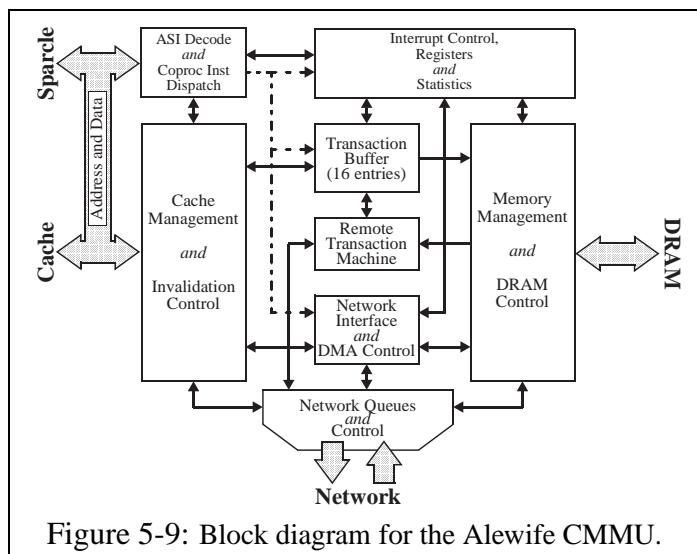 ASI Decode
and
Coproc Inst
Dispatch
Interrupt Control,
Registers
and
Statistics
Sparcle
Address and Data
Cache
Transaction
Buffer
(16 entries)
Cache
Management
and
Invalidation
Control
Remote
Transaction
Machine
Memory
Management
and
DRAM
Control
DRAM
Network
Interface
and
DMA Control
Network Queues
and
Control
Network
Figure 5-9: Block diagram for the Alewife CMMU.